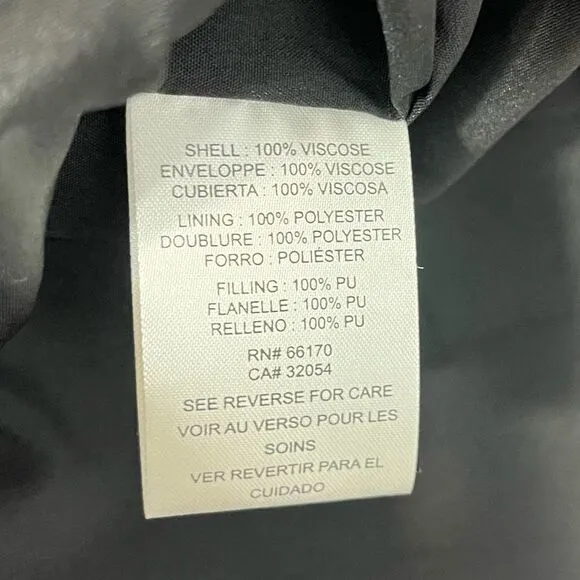 SHELL : 100% VISCOSE
ENVELOPPE : 100% VISCOSE
CUBIERTA : 100% VISCOSA
LINING : 100% POLYESTER
DOUBLURE : 100% POLYESTER
FORRO : POLIÉSTER
FILLING : 100% PU
FLANELLE : 100% PU
RELLENO : 100% PU
RN# 66170
CA# 32054
SEE REVERSE FOR CARE
VOIR AU VERSO POUR LES
SOINS
VER REVERTIR PARA EL
CUIDADO